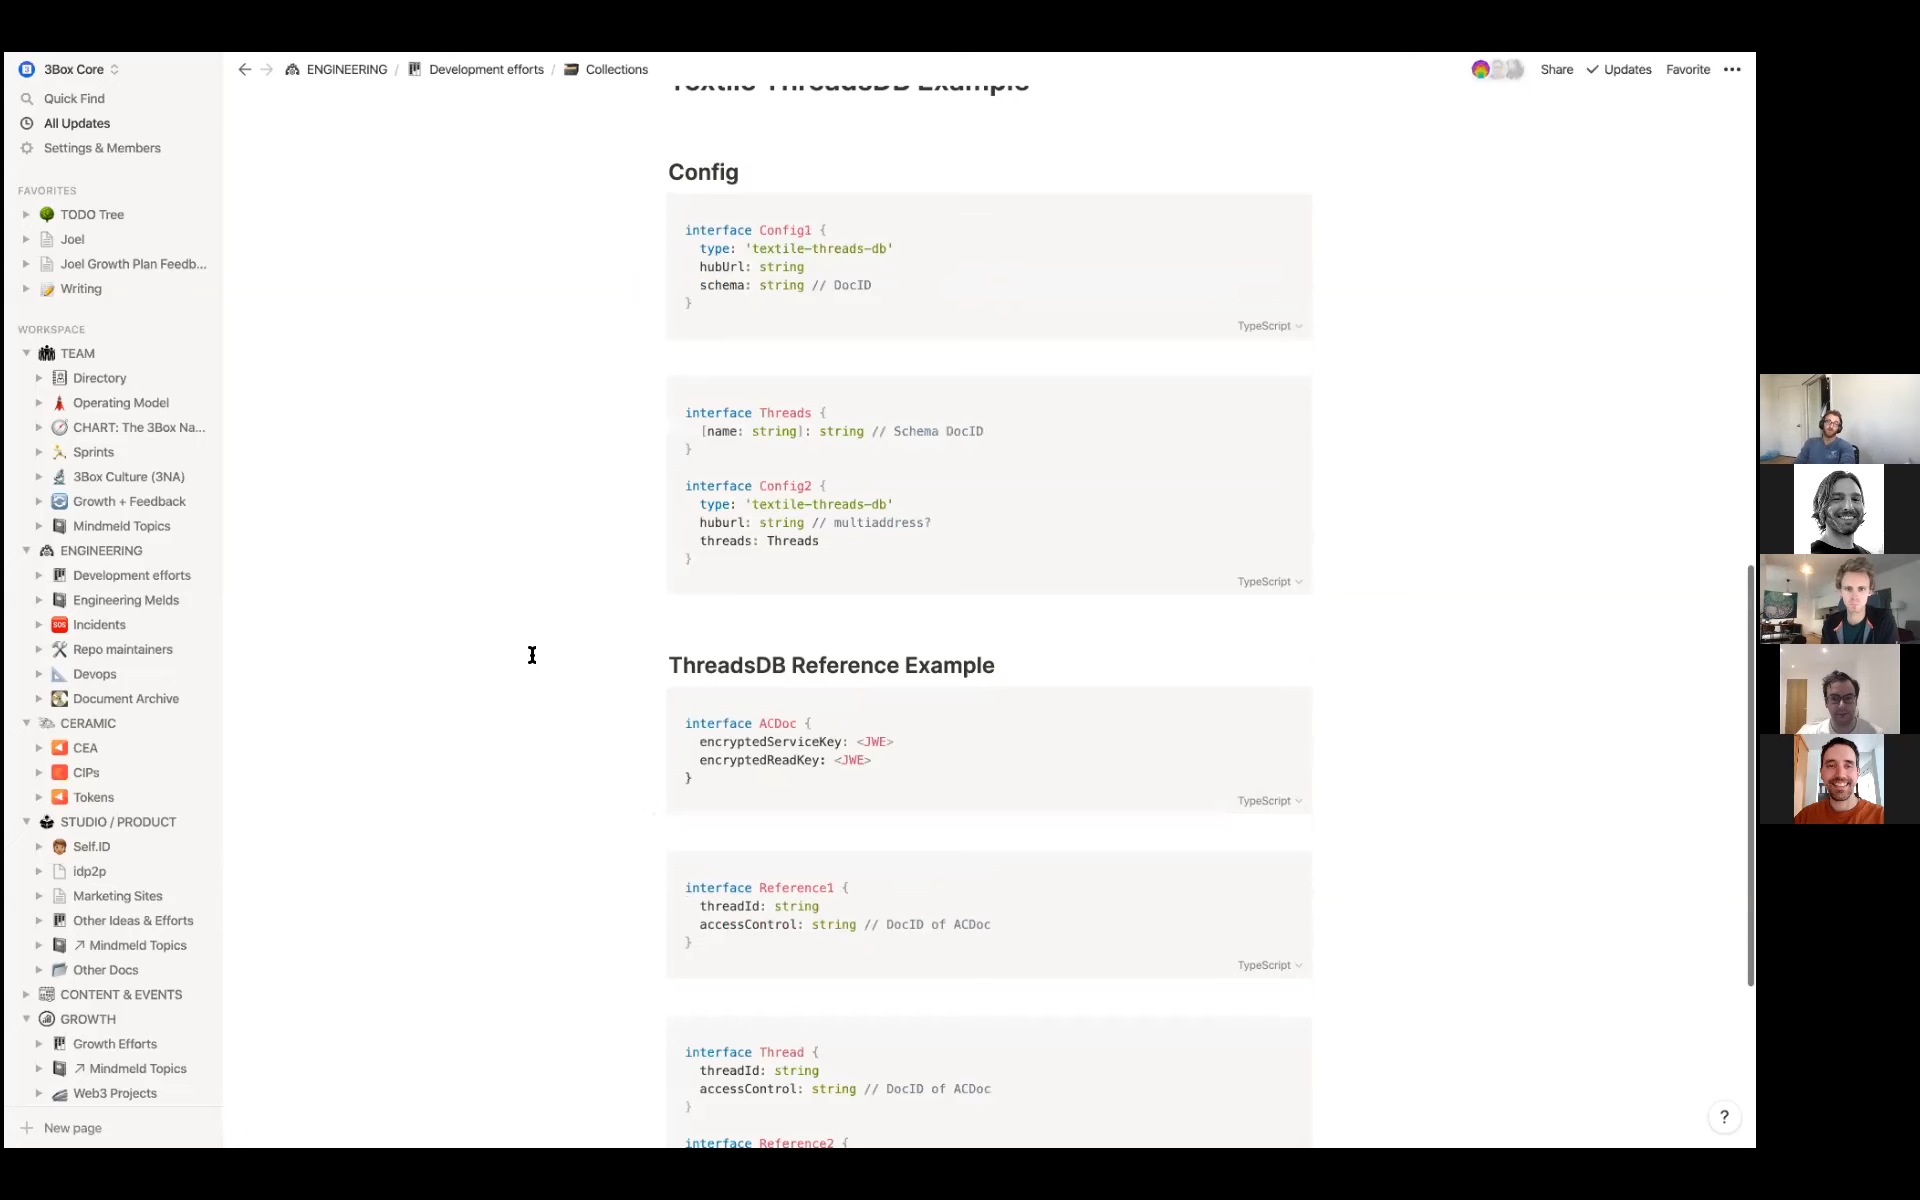 3Box Core
Quick Find
All Updates
Settings & Members
FAVORITES
TODO Tree
Joel
Joel Growth Plan Feedb...
Writing
WORKSPACE
TEAM
Directory
Operating Model
CHART: The 3Box Na...
Sprints
3Box Culture (3NA)
Growth + Feedback
Mindmeld Topics
ENGINEERING
Development efforts
Engineering Melds
SOS Incidents
Repo maintainers
Devops
Document Archive
CERAMIC
CEA
CIPs
Tokens
STUDIO / PRODUCT
Self.ID
idp2p
Marketing Sites
Other Ideas & Efforts
↗ Mindmeld Topics
Other Docs
CONTENT & EVENTS
GROWTH
Growth Efforts
↗ Mindmeld Topics
Web3 Projects
+ New page
← → ENGINEERING / Development efforts / Collections
Share ✓ Updates Favorite •••
Textile ThreadsDB Example
Config
interface Config1 {
type: 'textile-threads-db'
hubUrl: string
schema: string // DocID
}
TypeScript
interface Threads {
[name: string]: string // Schema DocID
}
interface Config2 {
type: 'textile-threads-db'
huburl: string // multiaddress?
threads: Threads
}
TypeScript
ThreadsDB Reference Example
interface ACDoc {
encryptedServiceKey: <JWE>
encryptedReadKey: <JWE>
}
TypeScript
interface Reference1 {
threadId: string
accessControl: string // DocID of ACDoc
}
TypeScript
interface Thread {
threadId: string
accessControl: string // DocID of ACDoc
}
interface Reference2 {
?